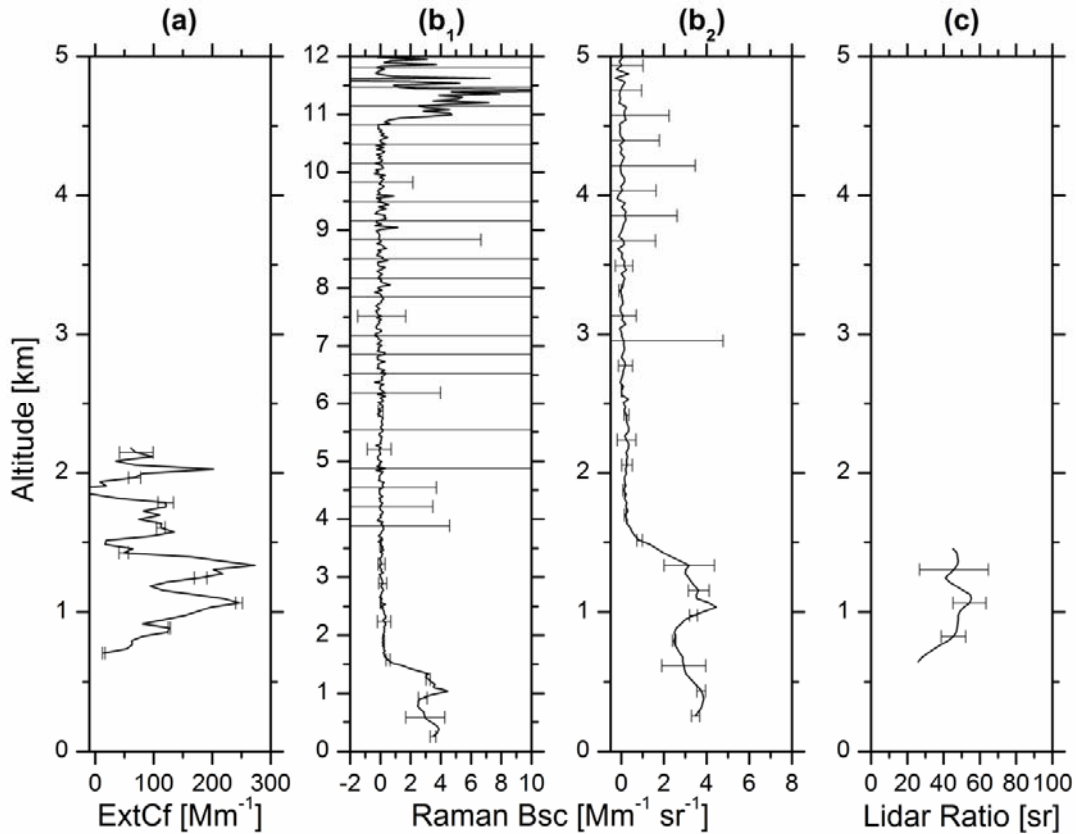 (a) (b₁) (b₂) (c)
5 12 5 5
11
4 10 4 4
9
8
3 7 3 3
6
2 5 2 2
4
3
1 2 1 1
1
0 0 0 0
0 100 200 300 -2 0 2 4 6 8 10 0 2 4 6 8 0 20 40 60 80 100
Altitude [km]
ExtCf [Mm⁻¹] Raman Bsc [Mm⁻¹ sr⁻¹] Lidar Ratio [sr]